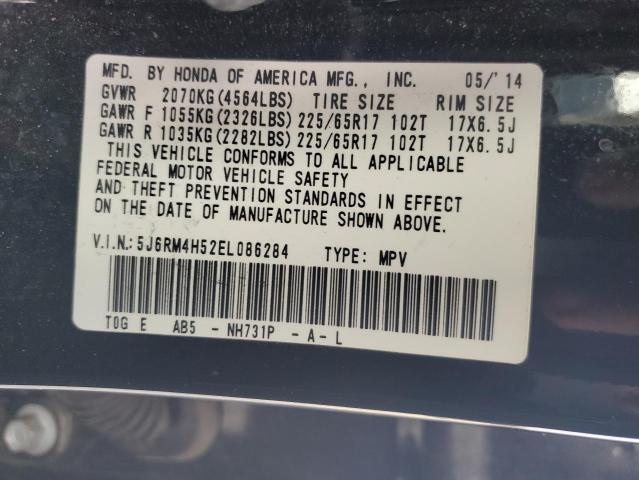 MFD. BY HONDA OF AMERICA MFG., INC. 05/'14
GVWR 2070KG(4564LBS) TIRE SIZE RIM SIZE
GAWR F 1055KG(2326LBS) 225/65R17 102T 17X6.5J
GAWR R 1035KG(2282LBS) 225/65R17 102T 17X6.5J
THIS VEHICLE CONFORMS TO ALL APPLICABLE
FEDERAL MOTOR VEHICLE SAFETY
AND THEFT PREVENTION STANDARDS IN EFFECT
ON THE DATE OF MANUFACTURE SHOWN ABOVE.
V.I.N.:5J6RM4H52EL086284 TYPE: MPV
TOG E AB5 - NH731P - A - L